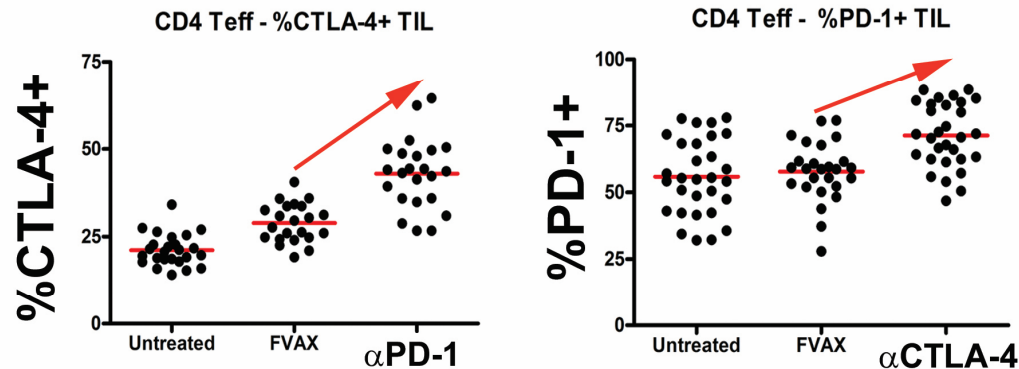 CD4 Teff - %CTLA-4+ TIL
%CTLA-4+
75
50
25
0
Untreated
FVAX
αPD-1
CD4 Teff - %PD-1+ TIL
%PD-1+
100
75
50
25
0
Untreated
FVAX
αCTLA-4